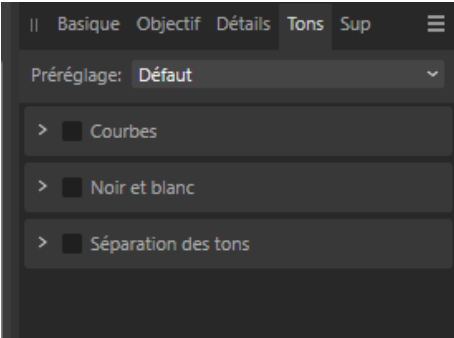 Basique Objectif Détails Tons Sup
Préréglage: Défaut
Courbes
Noir et blanc
Séparation des tons